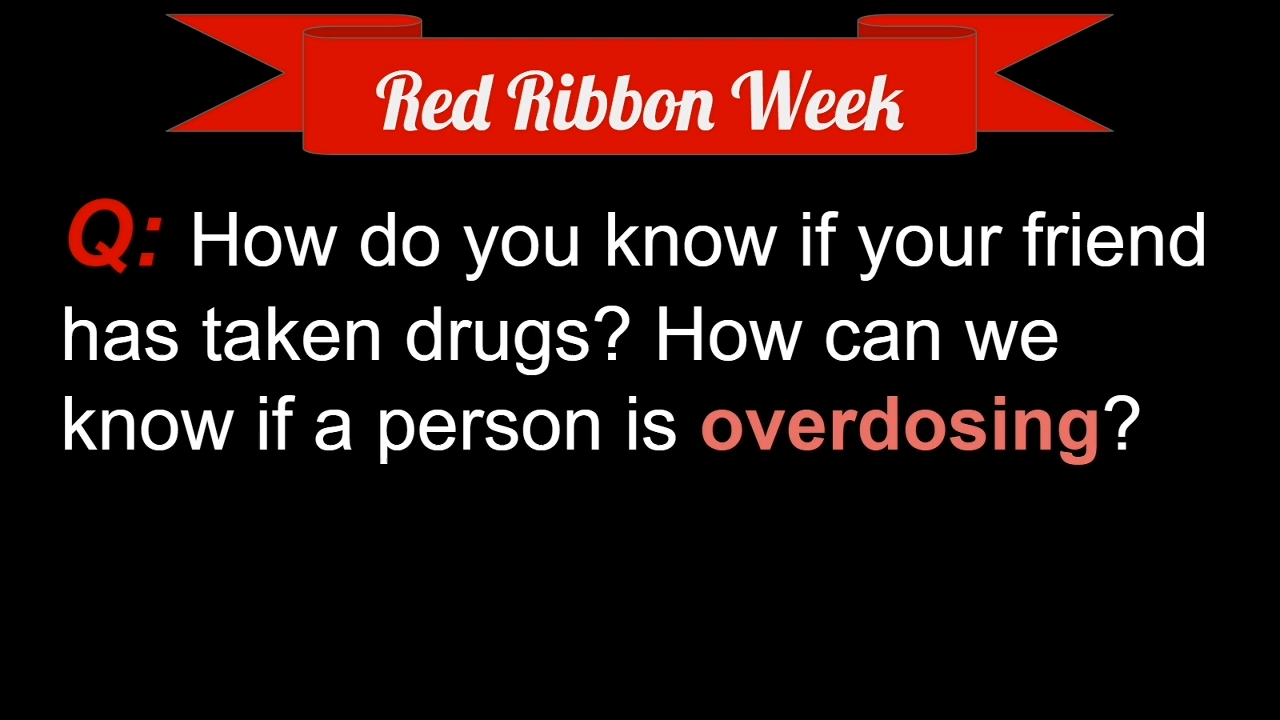 Red Ribbon Week
Q: How do you know if your friend
has taken drugs? How can we
know if a person is overdosing?